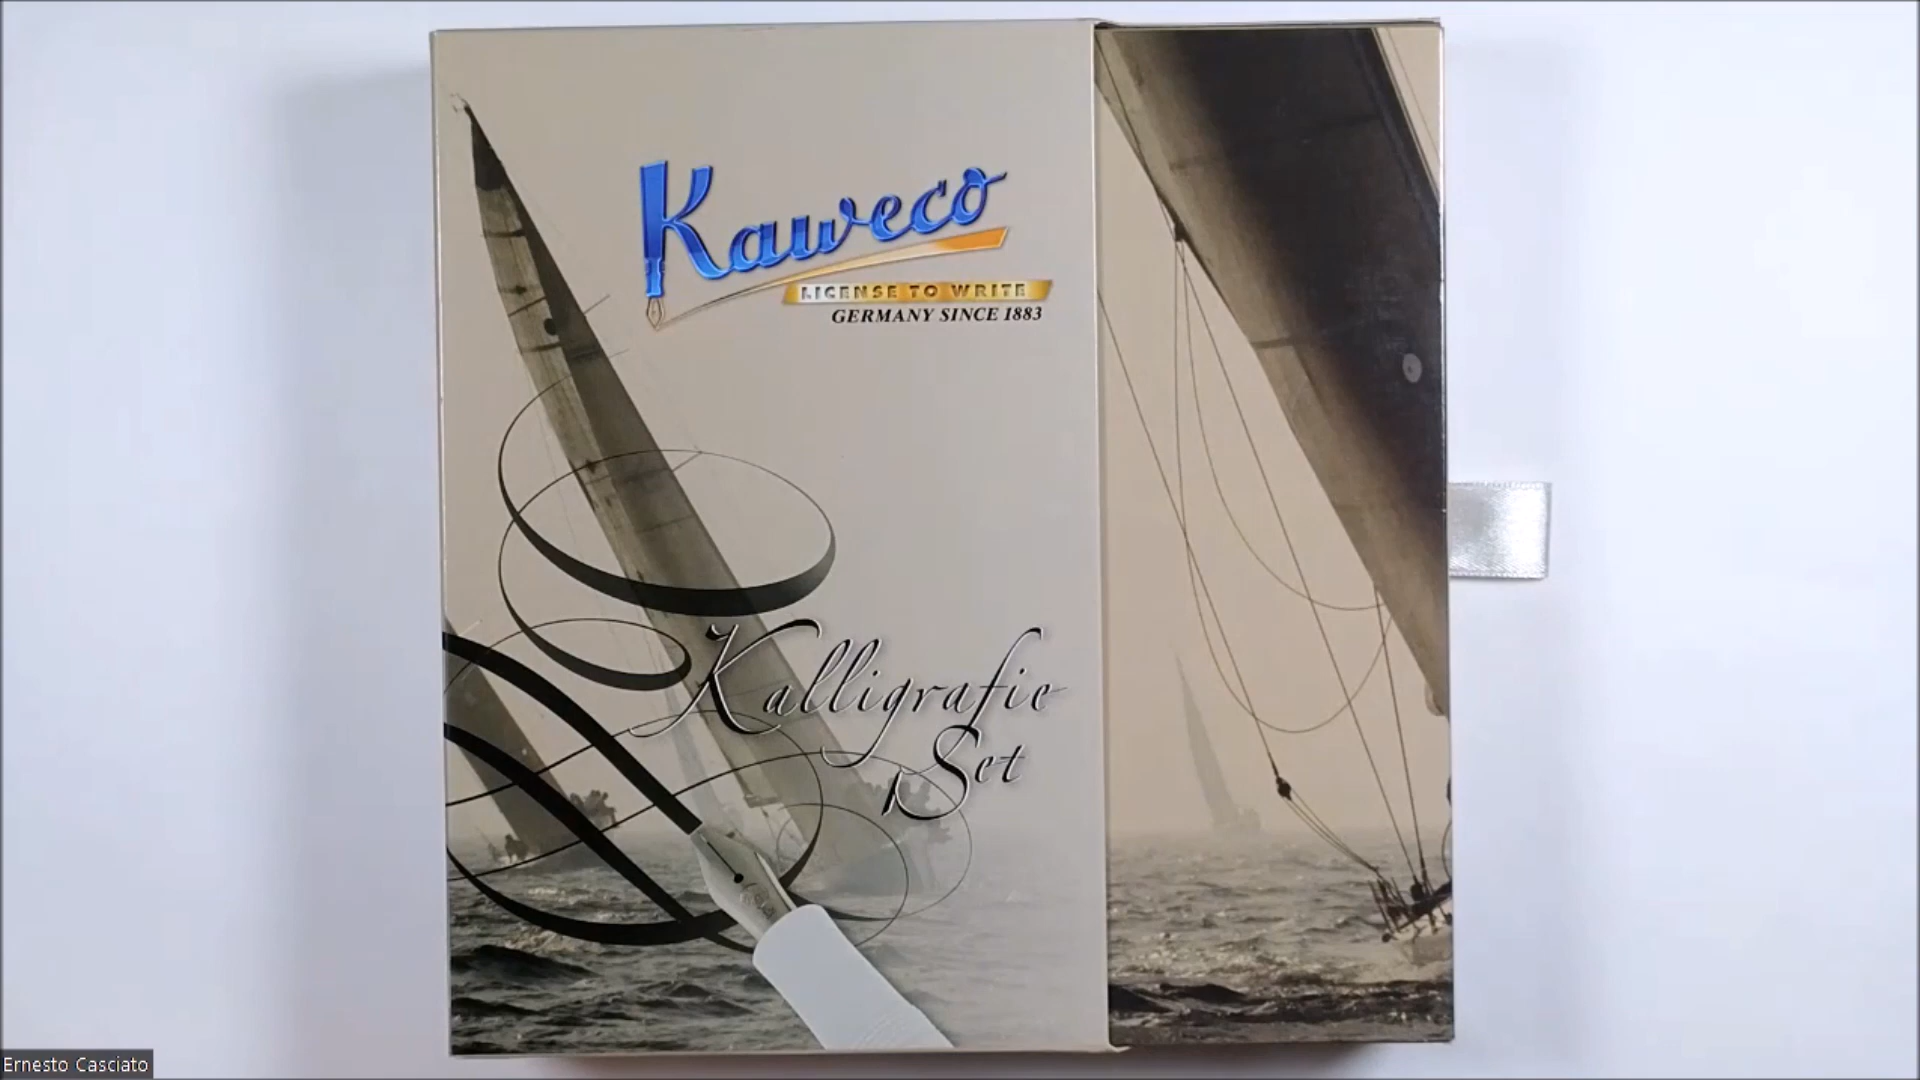 Kaweco
LICENSE TO WRITE
GERMANY SINCE 1883
Kalligrafie
Set
Ernesto Casciato